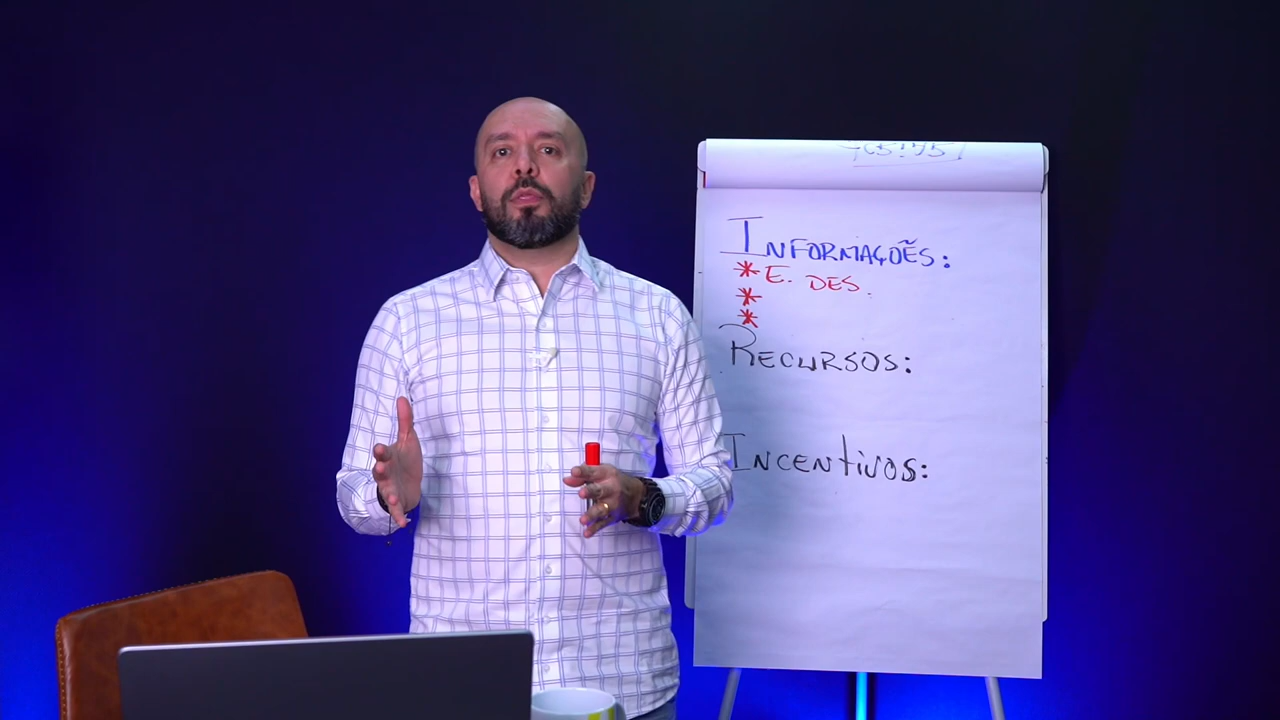 INFORMAÇÕES:
* E. DES.
*
*
RECURSOS:
INCENTIVOS: